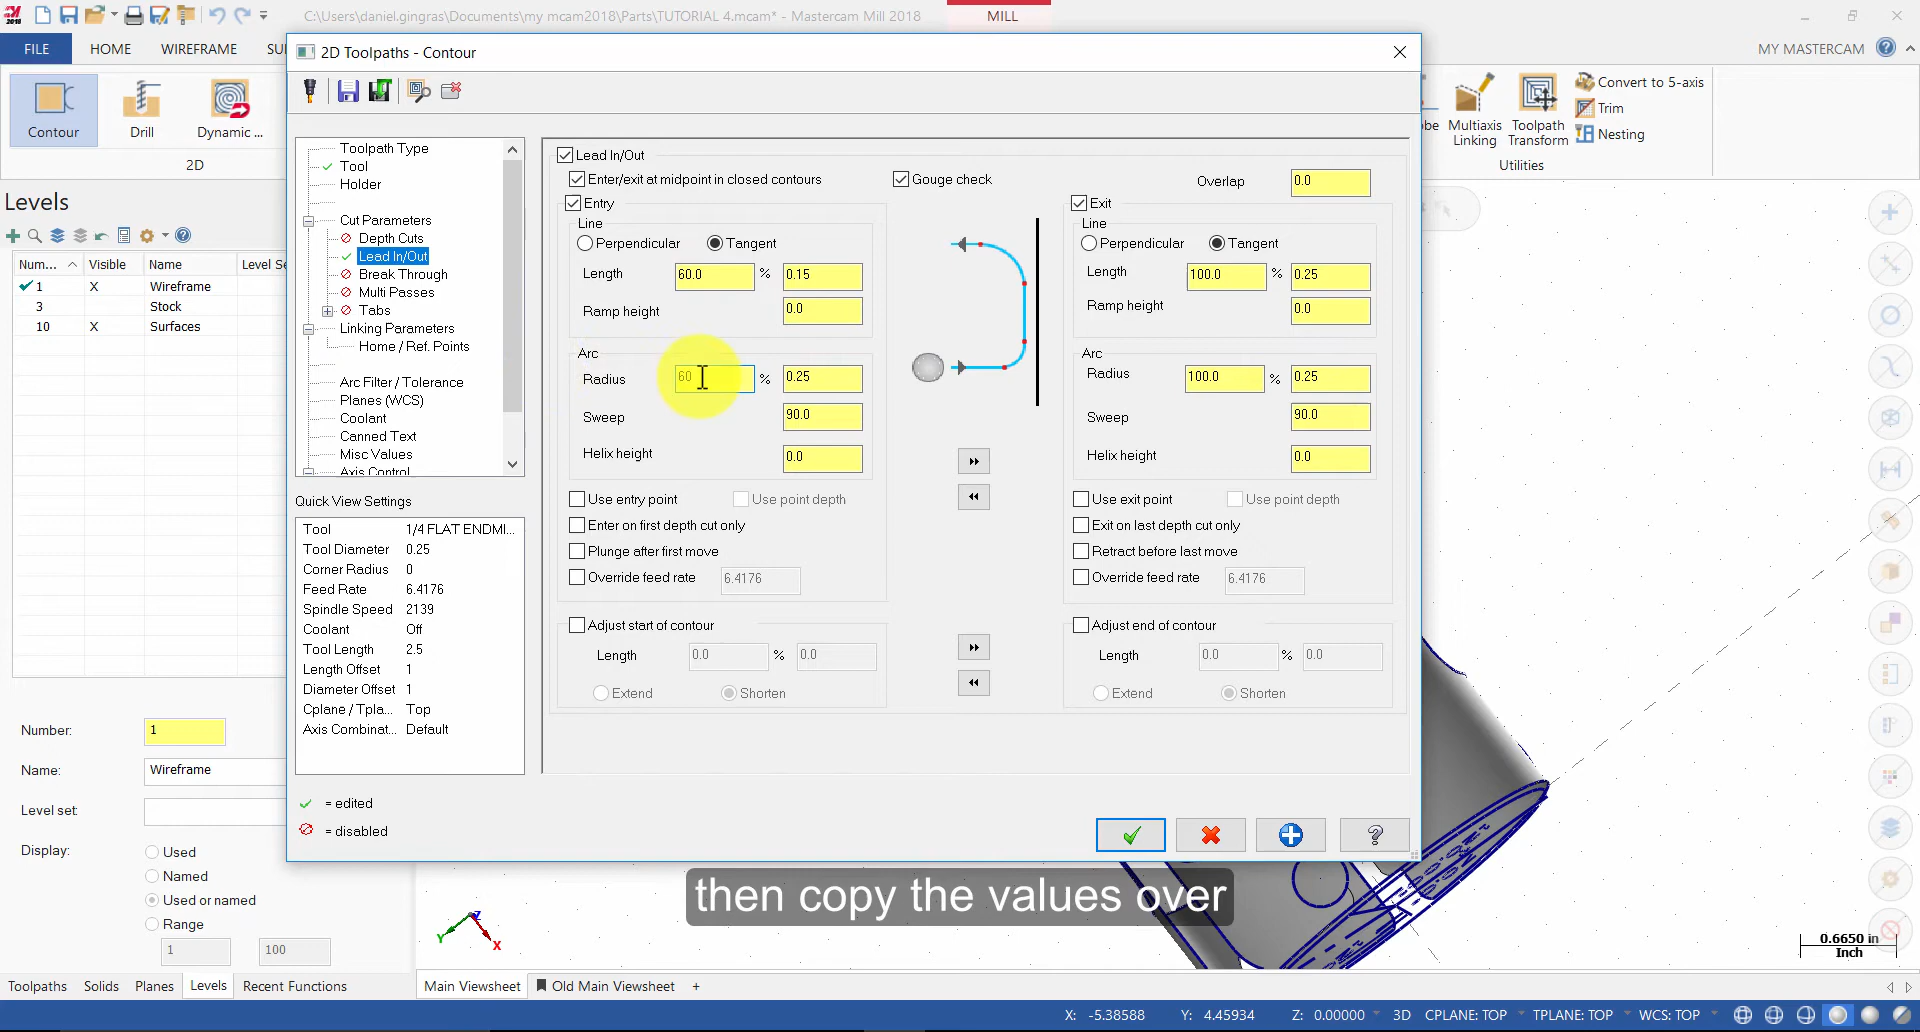 C:\Users\daniel.gingras\Documents\my mcam2018\Parts\TUTORIAL 4.mcam* - Mastercam Mill 2018
MILL
FILE
HOME
WIREFRAME
SU
MY MASTERCAM
2D Toolpaths - Contour
Contour
Drill
Dynamic ...
2D
be
Multiaxis
Linking
Toolpath
Transform
Convert to 5-axis
Trim
Nesting
Utilities
Levels
Num...
Visible
Name
Level Se
1
X
Wireframe
3
Stock
10
X
Surfaces
Number:
1
Name:
Wireframe
Level set:
Display:
Used
Named
Used or named
Range
1
100
Toolpath Type
Tool
Holder
Cut Parameters
Depth Cuts
Lead In/Out
Break Through
Multi Passes
Tabs
Linking Parameters
Home / Ref. Points
Arc Filter / Tolerance
Planes (WCS)
Coolant
Canned Text
Misc Values
Axis Control
Quick View Settings
Tool 1/4 FLAT ENDMI...
Tool Diameter 0.25
Corner Radius 0
Feed Rate 6.4176
Spindle Speed 2139
Coolant Off
Tool Length 2.5
Length Offset 1
Diameter Offset 1
Cplane / Tpla... Top
Axis Combinat... Default
= edited
= disabled
Lead In/Out
Enter/exit at midpoint in closed contours
Gouge check
Overlap
0.0
Entry
Line
Perpendicular
Tangent
Length
60.0
%
0.15
Ramp height
0.0
Arc
Radius
60
%
0.25
Sweep
90.0
Helix height
0.0
Use entry point
Use point depth
Enter on first depth cut only
Plunge after first move
Override feed rate
6.4176
Adjust start of contour
Length
0.0
%
0.0
Extend
Shorten
Exit
Line
Perpendicular
Tangent
Length
100.0
%
0.25
Ramp height
0.0
Arc
Radius
100.0
%
0.25
Sweep
90.0
Helix height
0.0
Use exit point
Use point depth
Exit on last depth cut only
Retract before last move
Override feed rate
6.4176
Adjust end of contour
Length
0.0
%
0.0
Extend
Shorten
then copy the values over
Z
Y
X
0.6650 in
Inch
Toolpaths
Solids
Planes
Levels
Recent Functions
Main Viewsheet
Old Main Viewsheet
+
X: -5.38588
Y: 4.45934
Z: 0.00000
3D
CPLANE: TOP
TPLANE: TOP
WCS: TOP